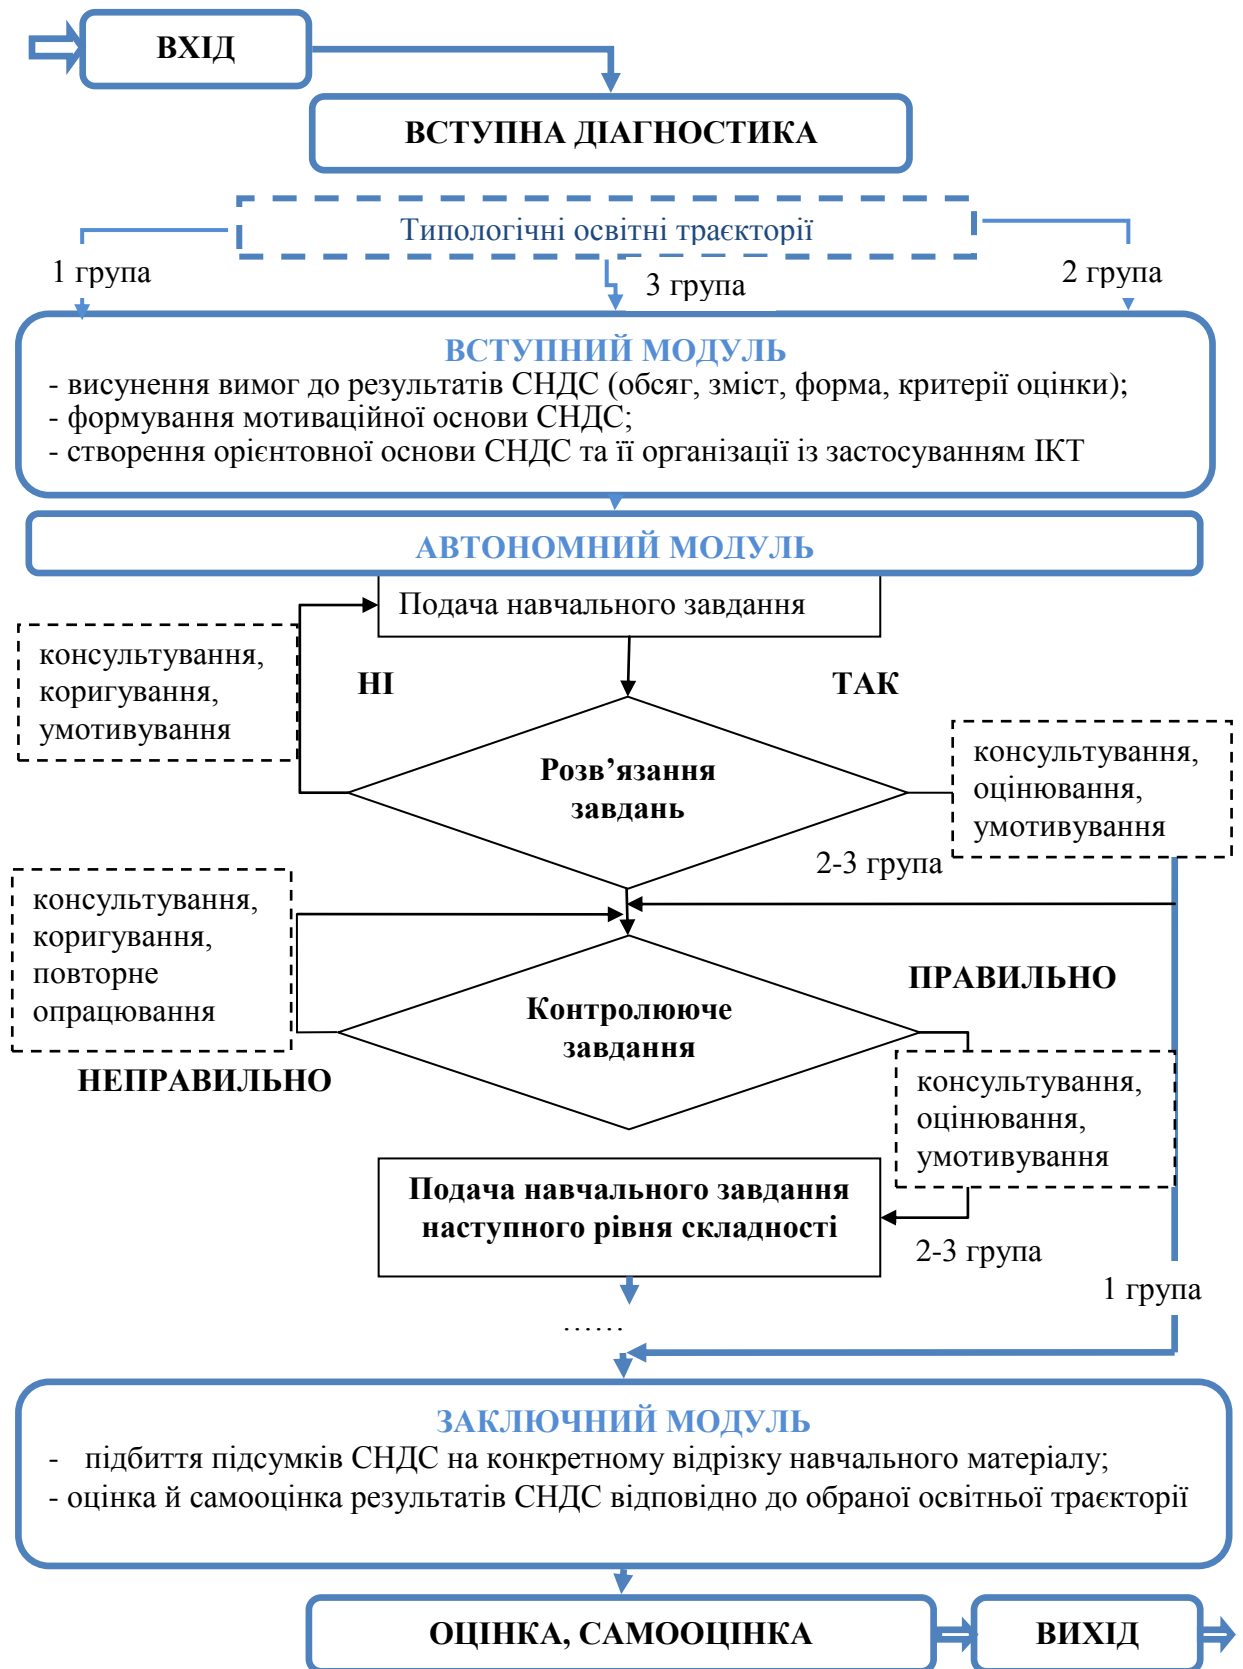 ВХІД
ВСТУПНА ДІАГНОСТИКА
Типологічні освітні траєкторії
1 група
3 група
2 група
ВСТУПНИЙ МОДУЛЬ
- висунення вимог до результатів СНДС (обсяг, зміст, форма, критерії оцінки);
- формування мотиваційної основи СНДС;
- створення орієнтовної основи СНДС та її організації із застосуванням ІКТ
АВТОНОМНИЙ МОДУЛЬ
Подача навчального завдання
консультування,
коригування,
умотивування
НІ
ТАК
Розв’язання
завдань
консультування,
оцінювання,
умотивування
2-3 група
консультування,
коригування,
повторне
опрацювання
ПРАВИЛЬНО
Контролююче
завдання
НЕПРАВИЛЬНО
консультування,
оцінювання,
умотивування
Подача навчального завдання
наступного рівня складності
2-3 група
1 група
......
ЗАКЛЮЧНИЙ МОДУЛЬ
- підбиття підсумків СНДС на конкретному відрізку навчального матеріалу;
- оцінка й самооцінка результатів СНДС відповідно до обраної освітньої траєкторії
ОЦІНКА, САМООЦІНКА
ВИХІД